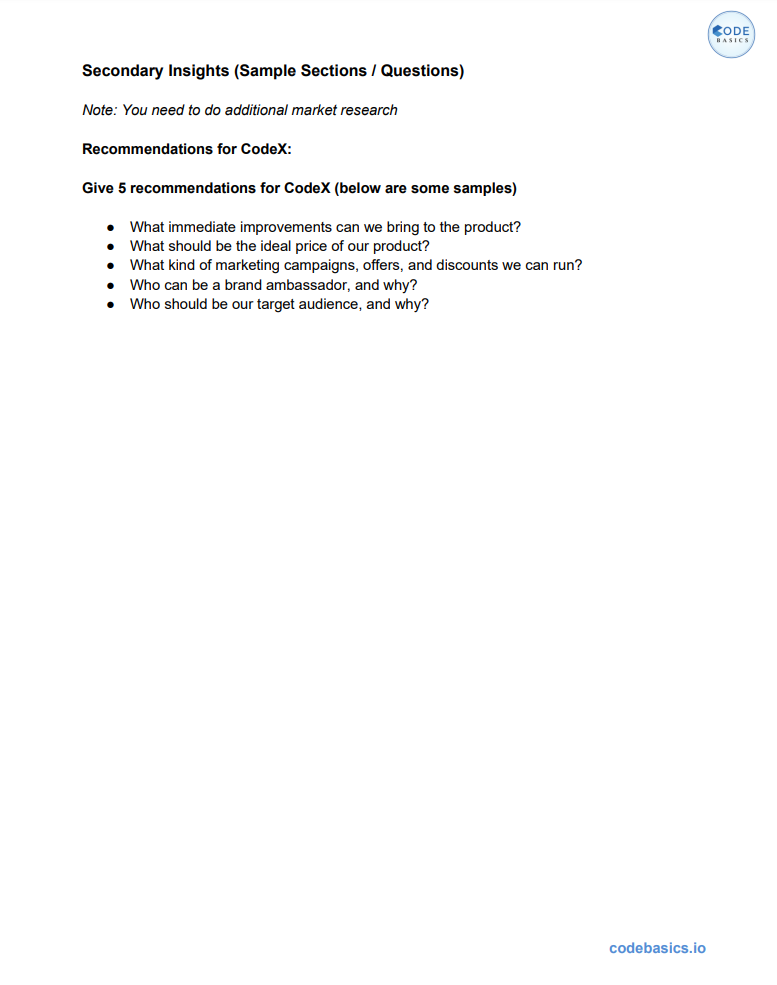 CODE
BASICS
Secondary Insights (Sample Sections / Questions)
Note: You need to do additional market research
Recommendations for CodeX:
Give 5 recommendations for CodeX (below are some samples)
● What immediate improvements can we bring to the product?
● What should be the ideal price of our product?
● What kind of marketing campaigns, offers, and discounts we can run?
● Who can be a brand ambassador, and why?
● Who should be our target audience, and why?
codebasics.io